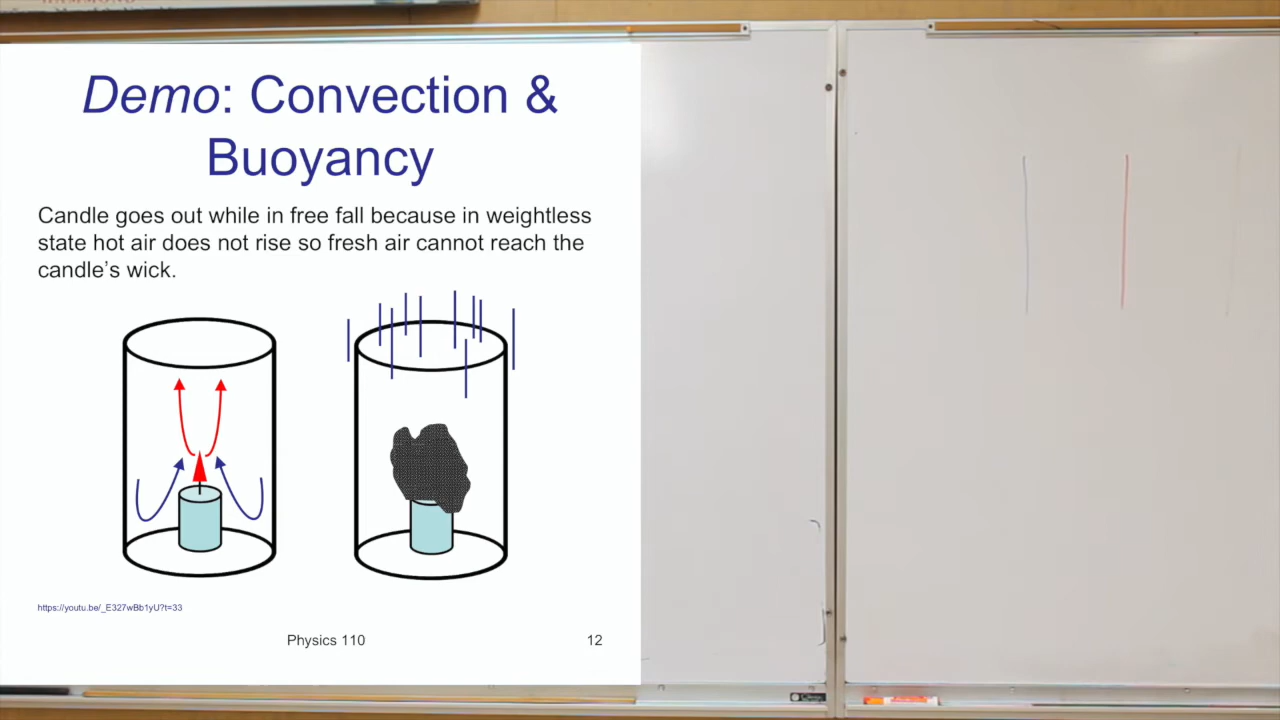 Demo: Convection &
Buoyancy
Candle goes out while in free fall because in weightless
state hot air does not rise so fresh air cannot reach the
candle’s wick.
https://youtu.be/_E327wBb1yU?t=33
Physics 110
12